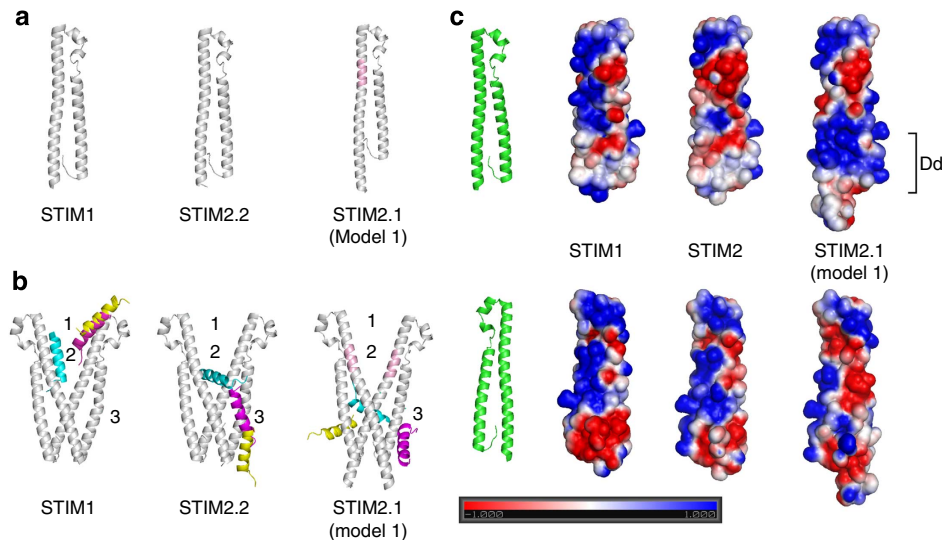 a
STIM1
STIM2.2
STIM2.1
(Model 1)
b
1
2
3
STIM1
1
2
3
STIM2.2
1
2
3
STIM2.1
(model 1)
c
Dd
STIM1
STIM2
STIM2.1
(model 1)
-1.000
1.000